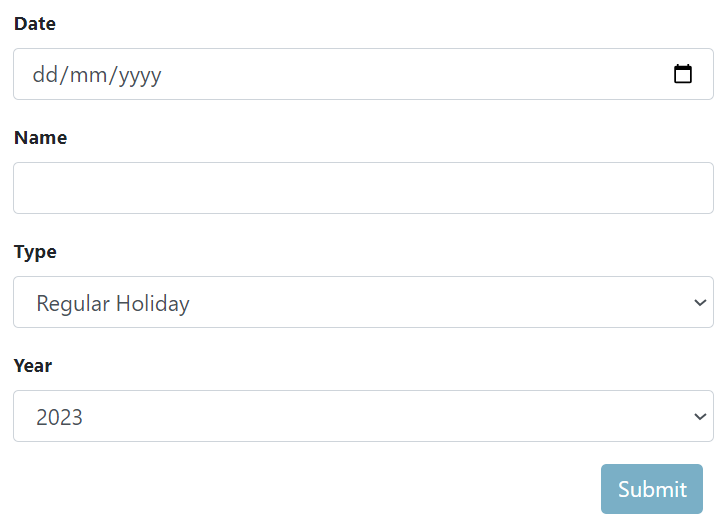 Date
dd/mm/yyyy
Name
Type
Regular Holiday
Year
2023
Submit